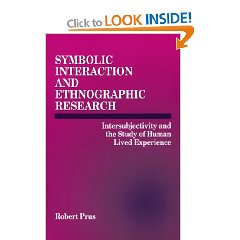 Click to LOOK INSIDE!
SYMBOLIC
INTERACTION
AND
ETHNOGRAPHIC
RESEARCH
Intersubjectivity and
the Study of Human
Lived Experience
Robert Prus